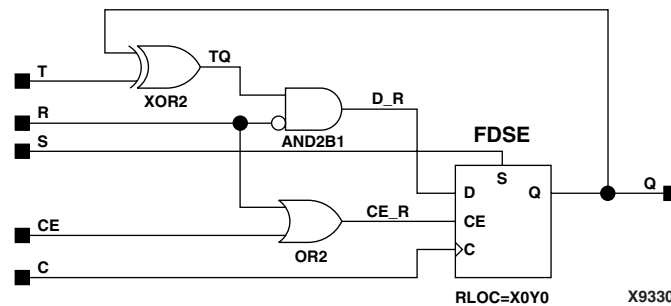 T
TQ
XOR2
R
D_R
S
AND2B1
FDSE
S
D
Q
Q
CE_R
CE
CE
OR2
C
C
RLOC=X0Y0
X9330